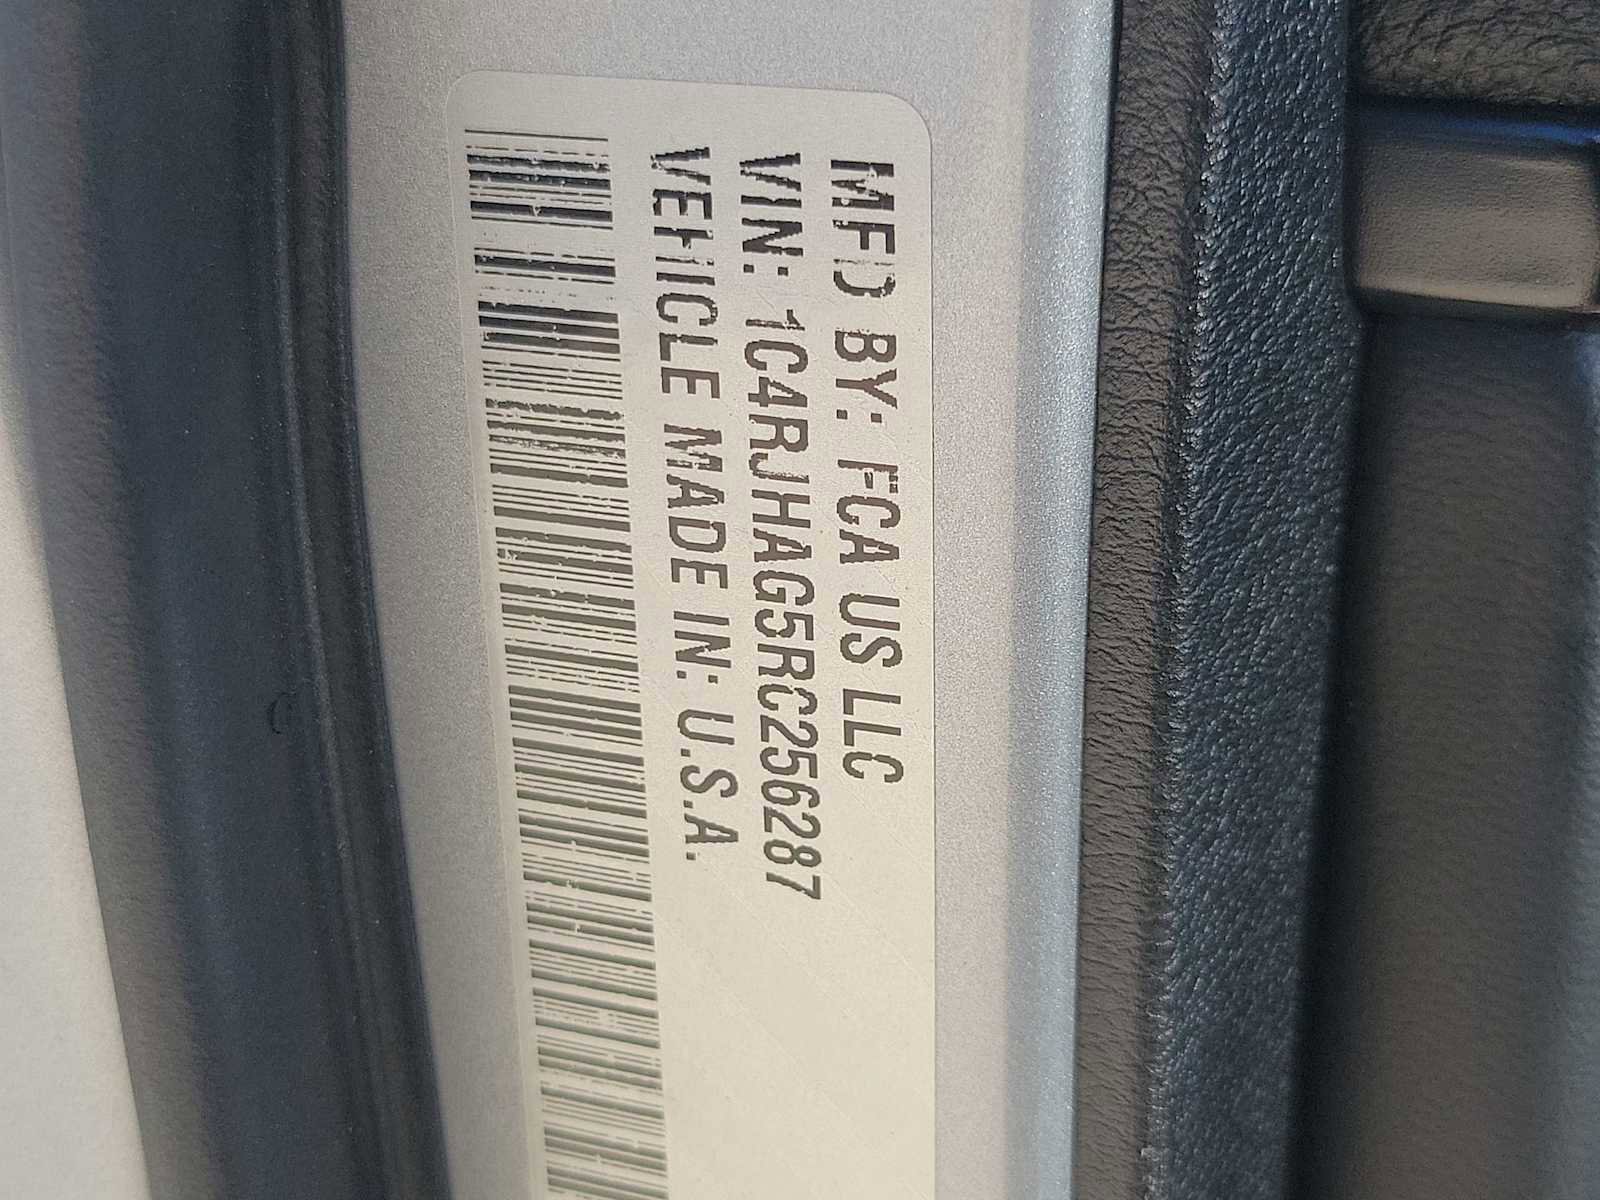 MFD BY: FCA US LLC
VIN: 1C4RJHAG5RC256287
VEHICLE MADE IN: U.S.A.